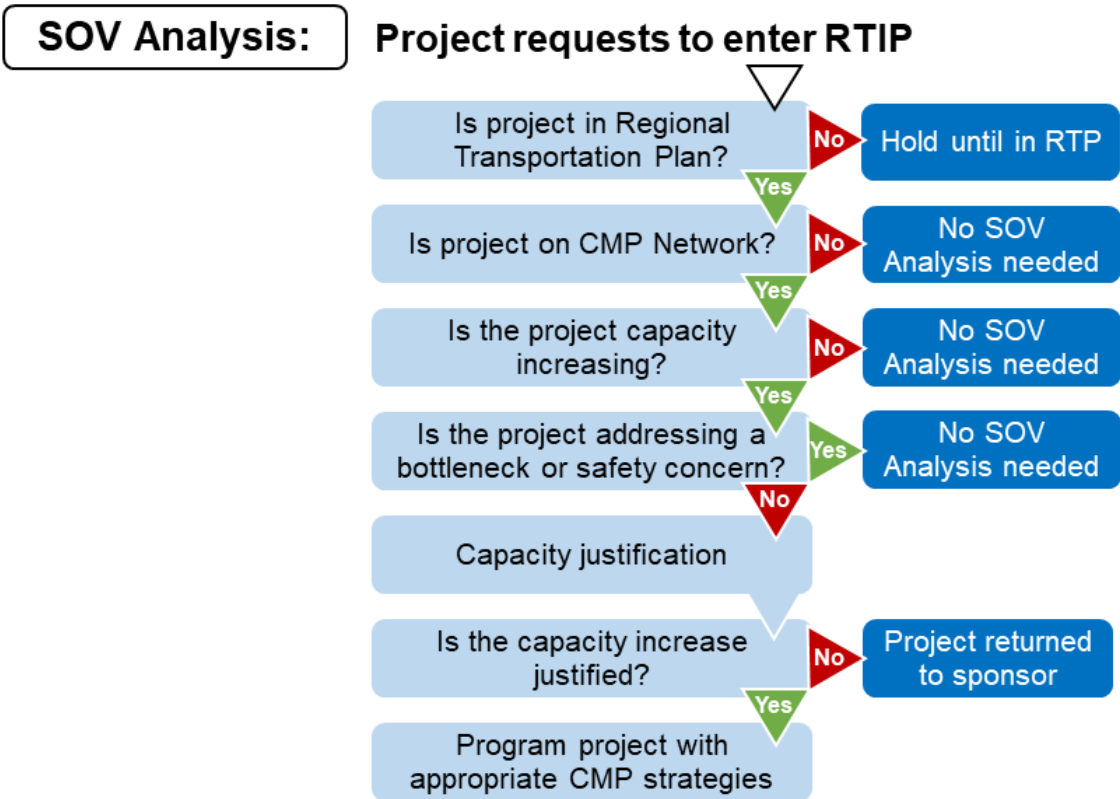 SOV Analysis:
Project requests to enter RTIP
Is project in Regional
Transportation Plan?
No
Hold until in RTP
Yes
Is project on CMP Network?
No
No SOV
Analysis needed
Yes
Is the project capacity
increasing?
No
No SOV
Analysis needed
Yes
Is the project addressing a
bottleneck or safety concern?
Yes
No SOV
Analysis needed
No
Capacity justification
Is the capacity increase
justified?
No
Project returned
to sponsor
Yes
Program project with
appropriate CMP strategies